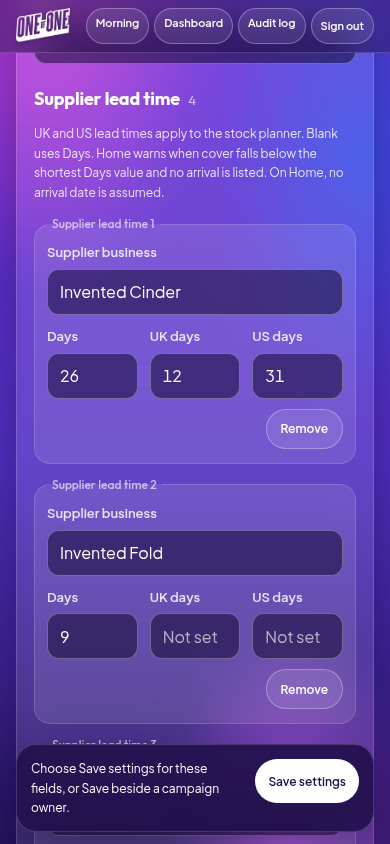 ONE-ONE
Morning
Dashboard
Audit log
Sign out
Supplier lead time 4
UK and US lead times apply to the stock planner. Blank
uses Days. Home warns when cover falls below the
shortest Days value and no arrival is listed. On Home, no
arrival date is assumed.
Supplier lead time 1
Supplier business
Invented Cinder
Days UK days US days
26 12 31
Remove
Supplier lead time 2
Supplier business
Invented Fold
Days UK days US days
9 Not set Not set
Remove
Supplier lead time 3
Choose Save settings for these
fields, or Save beside a campaign
owner.
Save settings